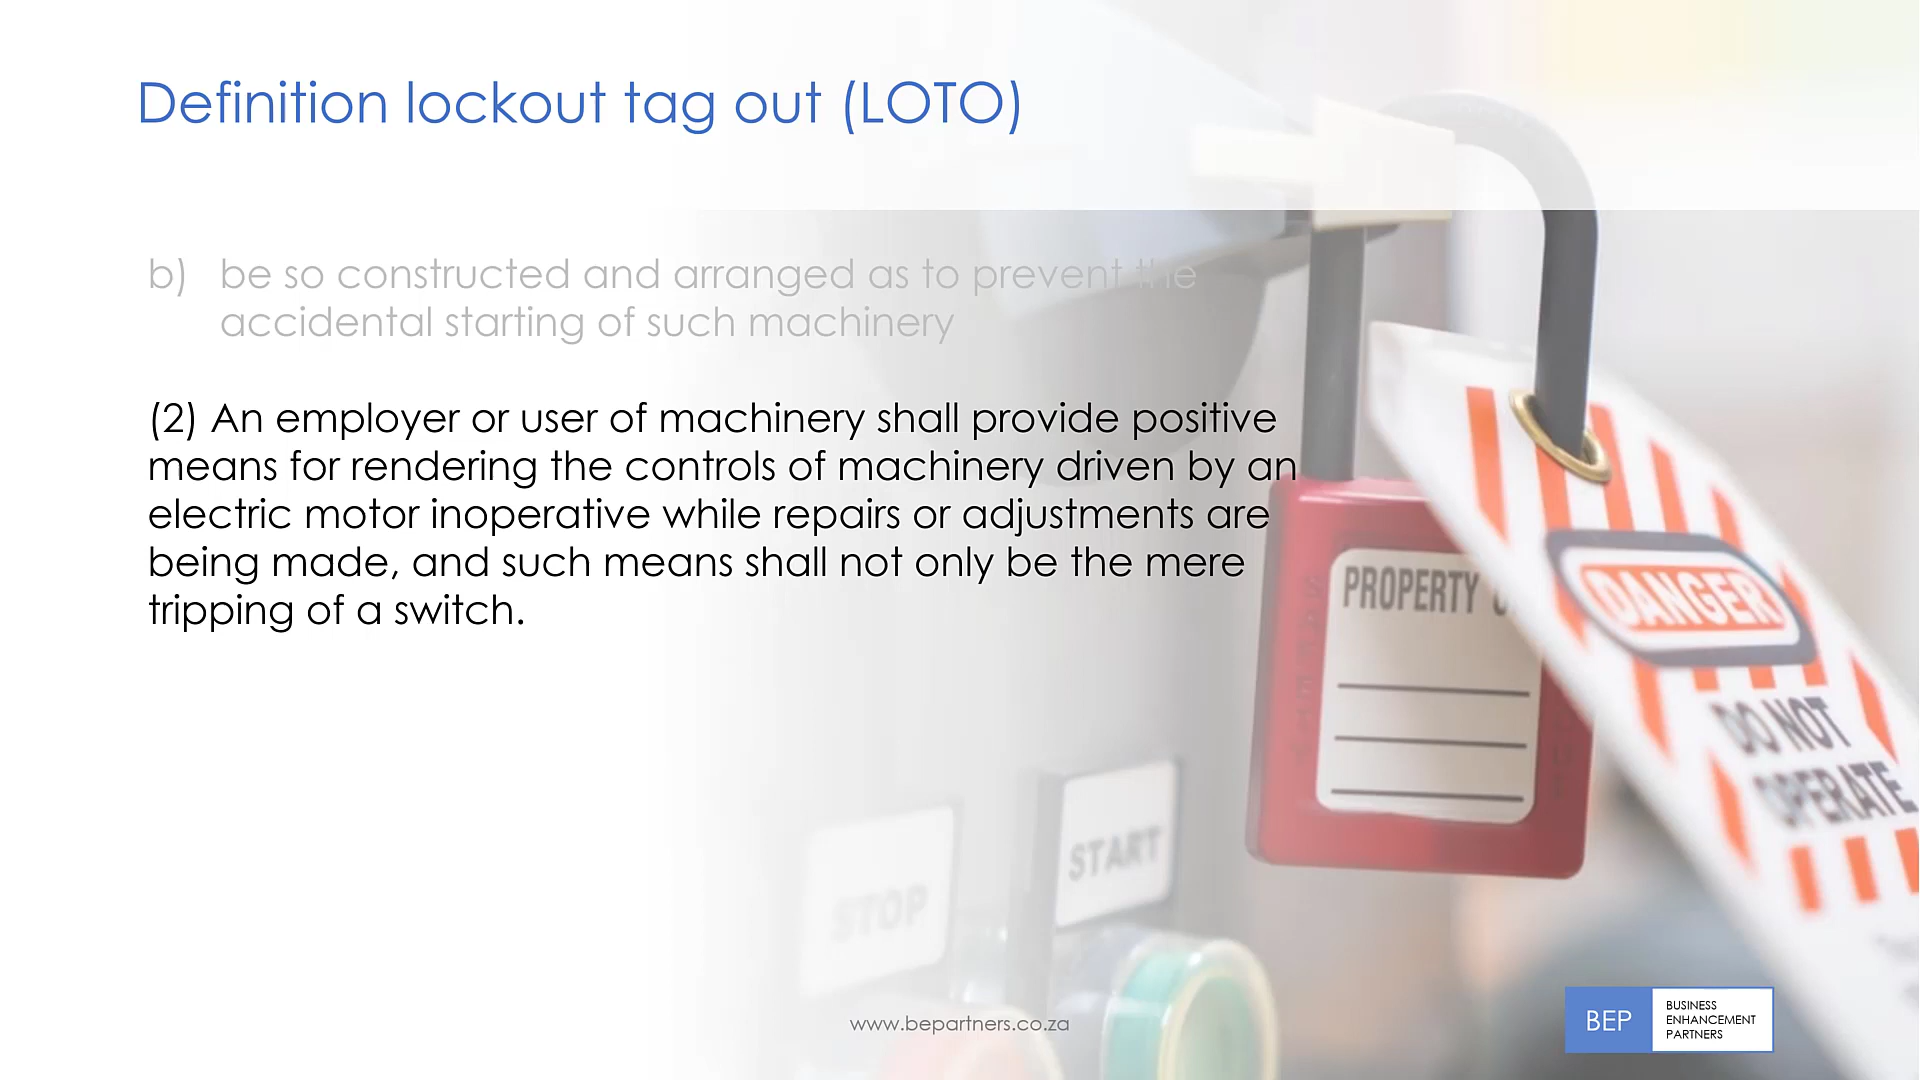 Definition lockout tag out (LOTO)
b) be so constructed and arranged as to prevent the
accidental starting of such machinery
(2) An employer or user of machinery shall provide positive
means for rendering the controls of machinery driven by an
electric motor inoperative while repairs or adjustments are
being made, and such means shall not only be the mere
tripping of a switch.
PROPERTY
DANGER
DO NOT
OPERATE
START
STOP
www.bepartners.co.za
BEP
BUSINESS
ENHANCEMENT
PARTNERS